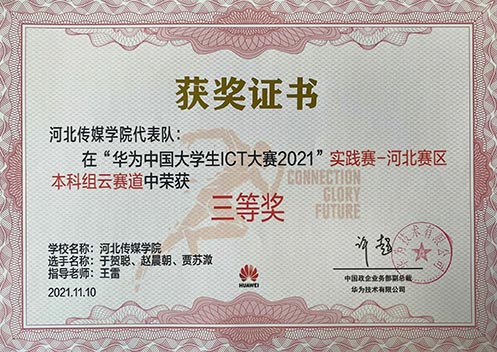 获奖证书
河北传媒学院代表队：
在“华为中国大学生ICT大赛2021”实践赛-河北赛区
本科组云赛道中荣获
CONNECTION
GLORY
FUTURE
三等奖
学校名称：河北传媒学院
选手名称：于贺聪、赵晨朝、贾苏溦
指导老师：王雷
2021.11.10
HUAWEI
中国政企业务部副总裁
华为技术有限公司